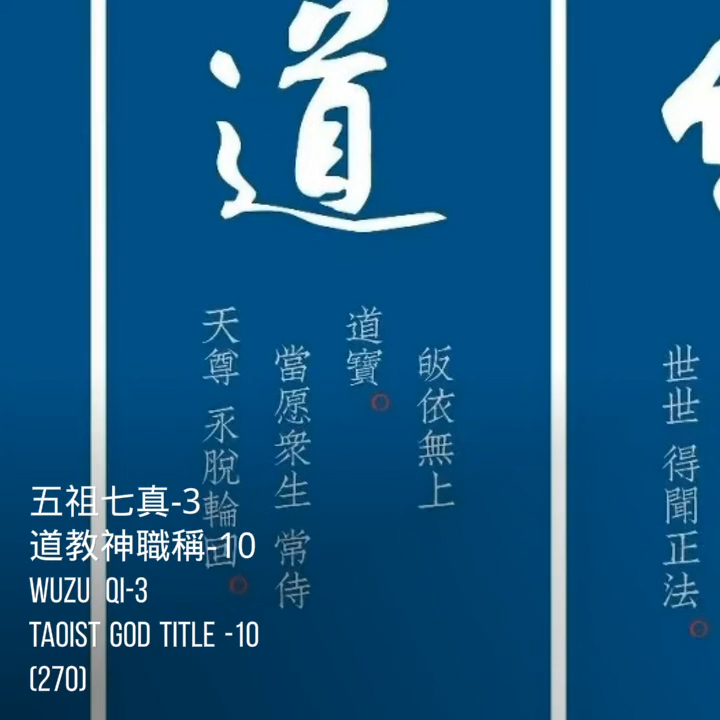 世世 得聞正法
道
皈依無上
道寶
當愿衆生 常侍
天尊 永脫輪回
五祖七真-3
道教神職稱-10
WUZU QI-3
TAOIST GOD TITLE -10
(270)